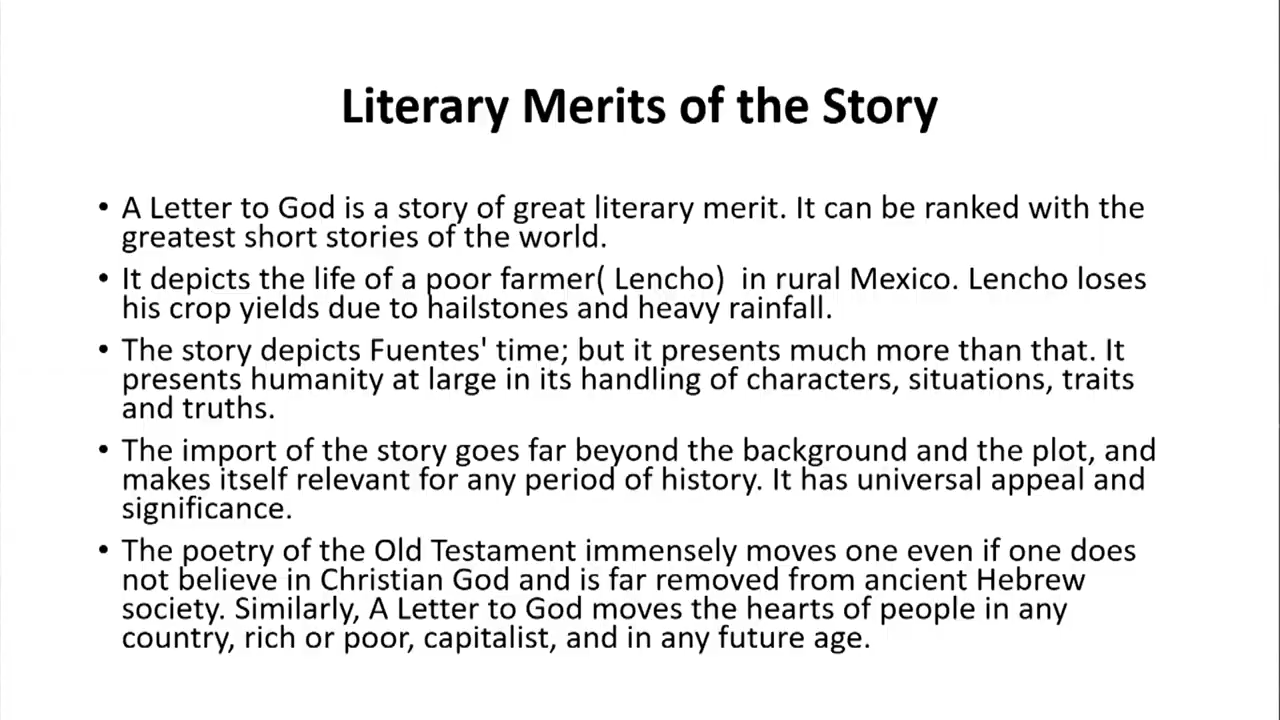 Literary Merits of the Story
• A Letter to God is a story of great literary merit. It can be ranked with the
greatest short stories of the world.
• It depicts the life of a poor farmer( Lencho)  in rural Mexico. Lencho loses
his crop yields due to hailstones and heavy rainfall.
• The story depicts Fuentes' time; but it presents much more than that. It
presents humanity at large in its handling of characters, situations, traits
and truths.
• The import of the story goes far beyond the background and the plot, and
makes itself relevant for any period of history. It has universal appeal and
significance.
• The poetry of the Old Testament immensely moves one even if one does
not believe in Christian God and is far removed from ancient Hebrew
society. Similarly, A Letter to God moves the hearts of people in any
country, rich or poor, capitalist, and in any future age.